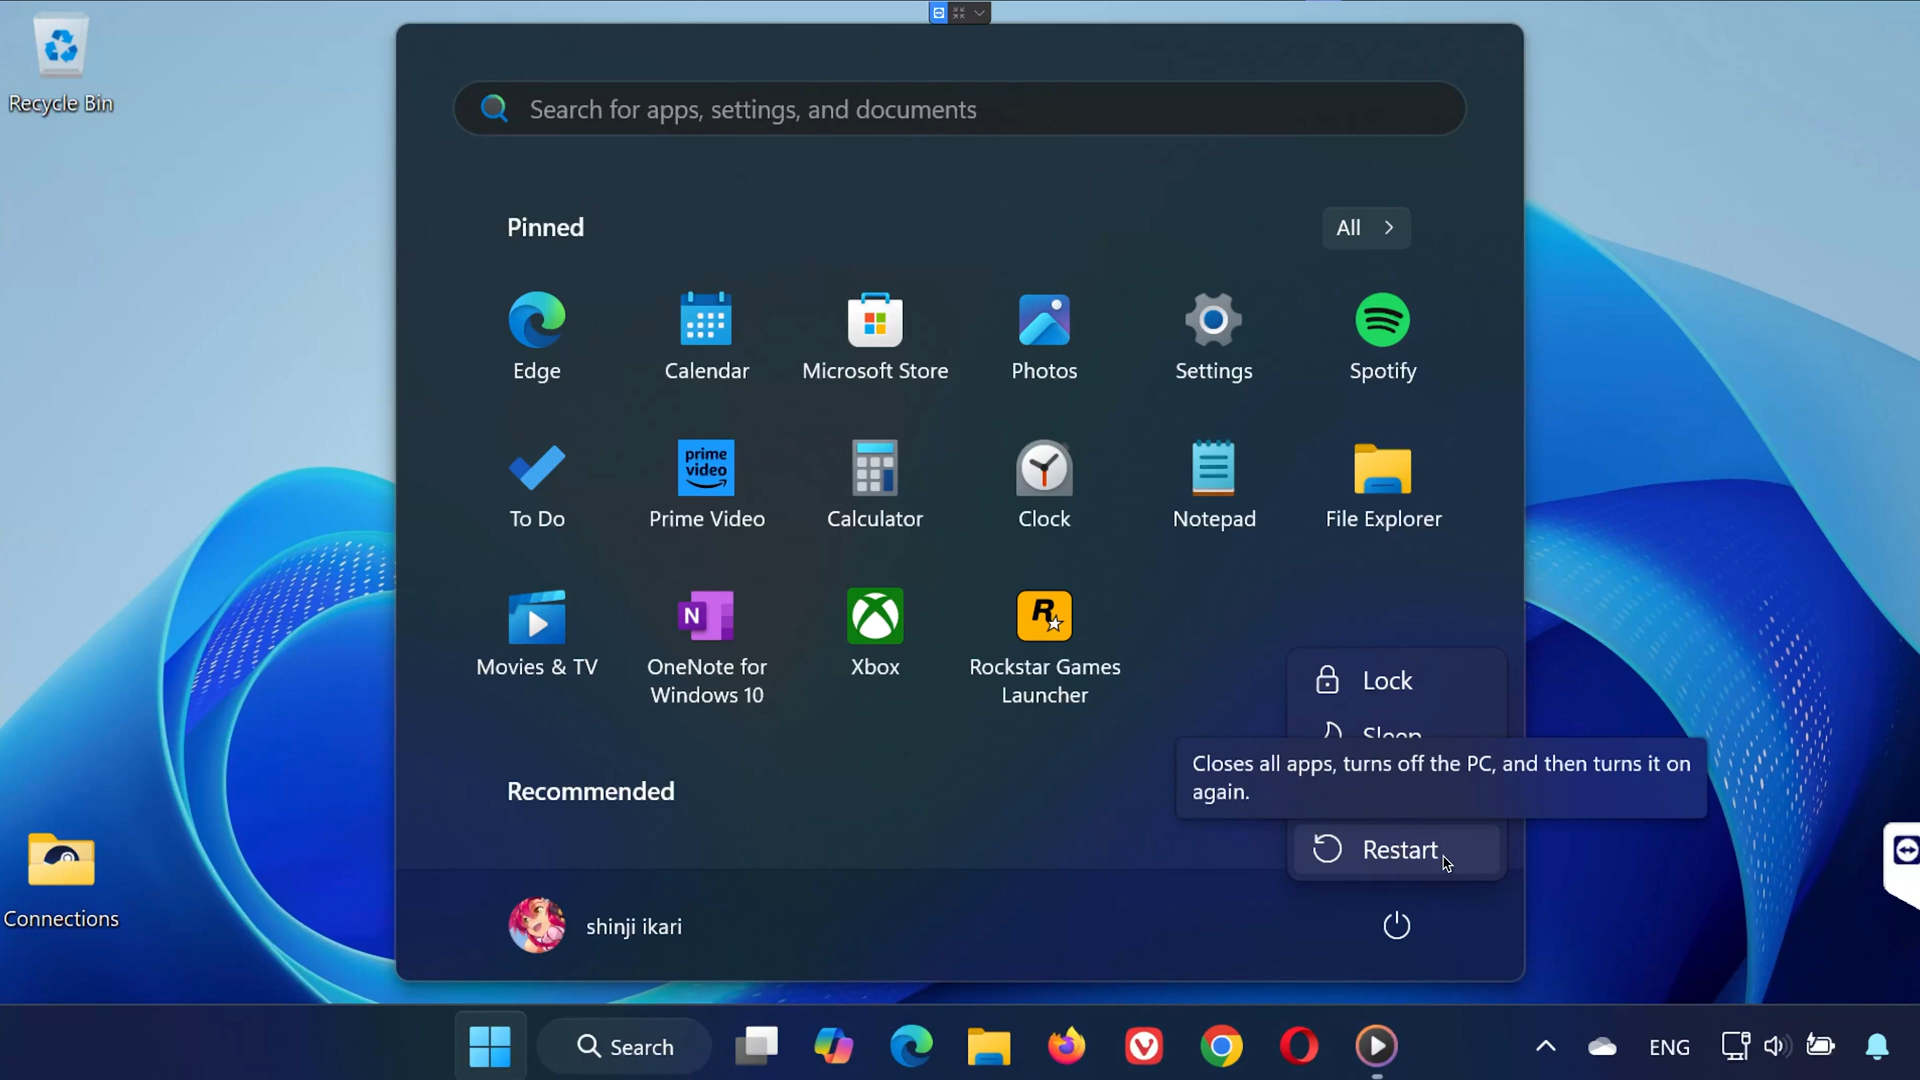 Recycle Bin
Search for apps, settings, and documents
Pinned
All
Edge
Calendar
Microsoft Store
Photos
Settings
Spotify
prime
video
To Do
Prime Video
Calculator
Clock
Notepad
File Explorer
N
R
Movies & TV
OneNote for
Windows 10
Xbox
Rockstar Games
Launcher
Lock
Sleep
Closes all apps, turns off the PC, and then turns it on
again.
Recommended
Restart
Connections
shinji ikari
Search
ENG